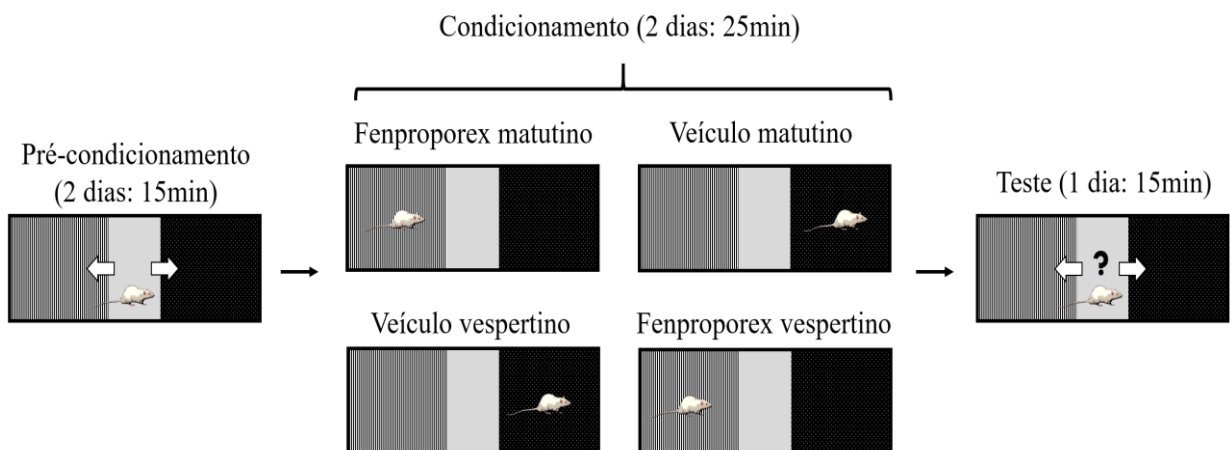 Condicionamento (2 dias: 25min)
Pré-condicionamento
(2 dias: 15min)
Fenproporex matutino
Veículo matutino
Veículo vespertino
Fenproporex vespertino
Teste (1 dia: 15min)
?